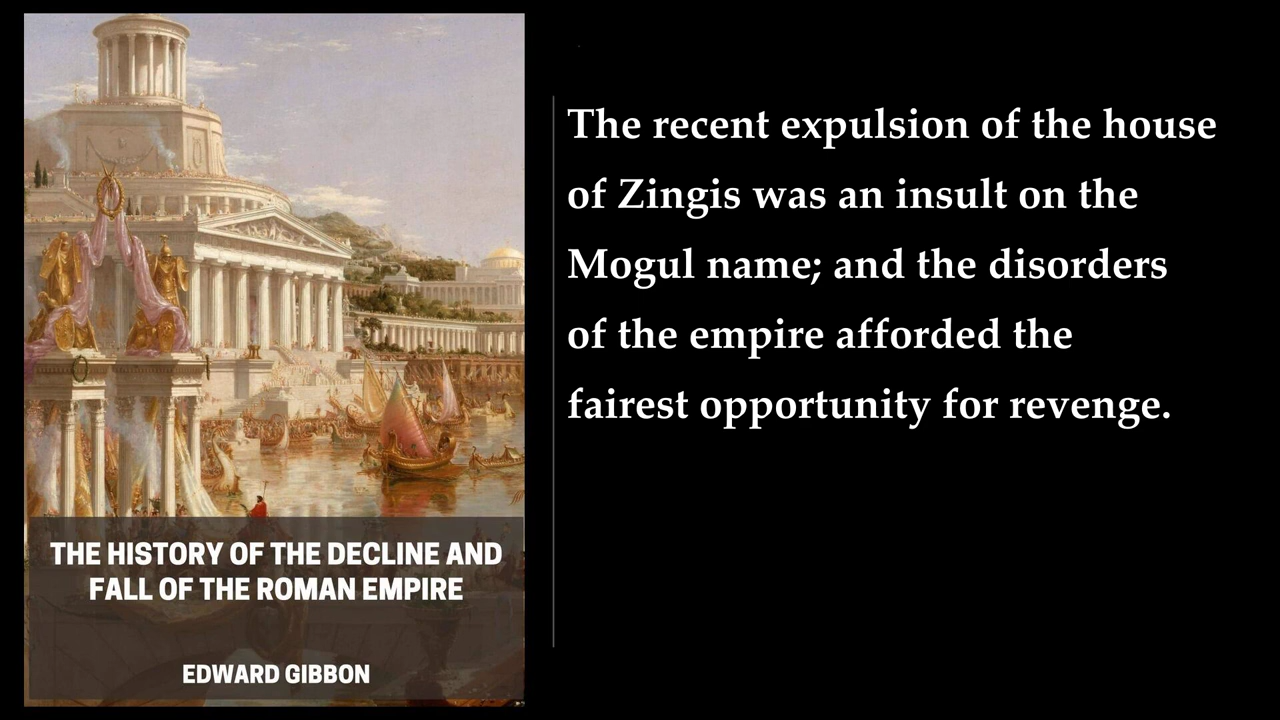 The recent expulsion of the house
of Zingis was an insult on the
Mogul name; and the disorders
of the empire afforded the
fairest opportunity for revenge.
THE HISTORY OF THE DECLINE AND
FALL OF THE ROMAN EMPIRE
EDWARD GIBBON